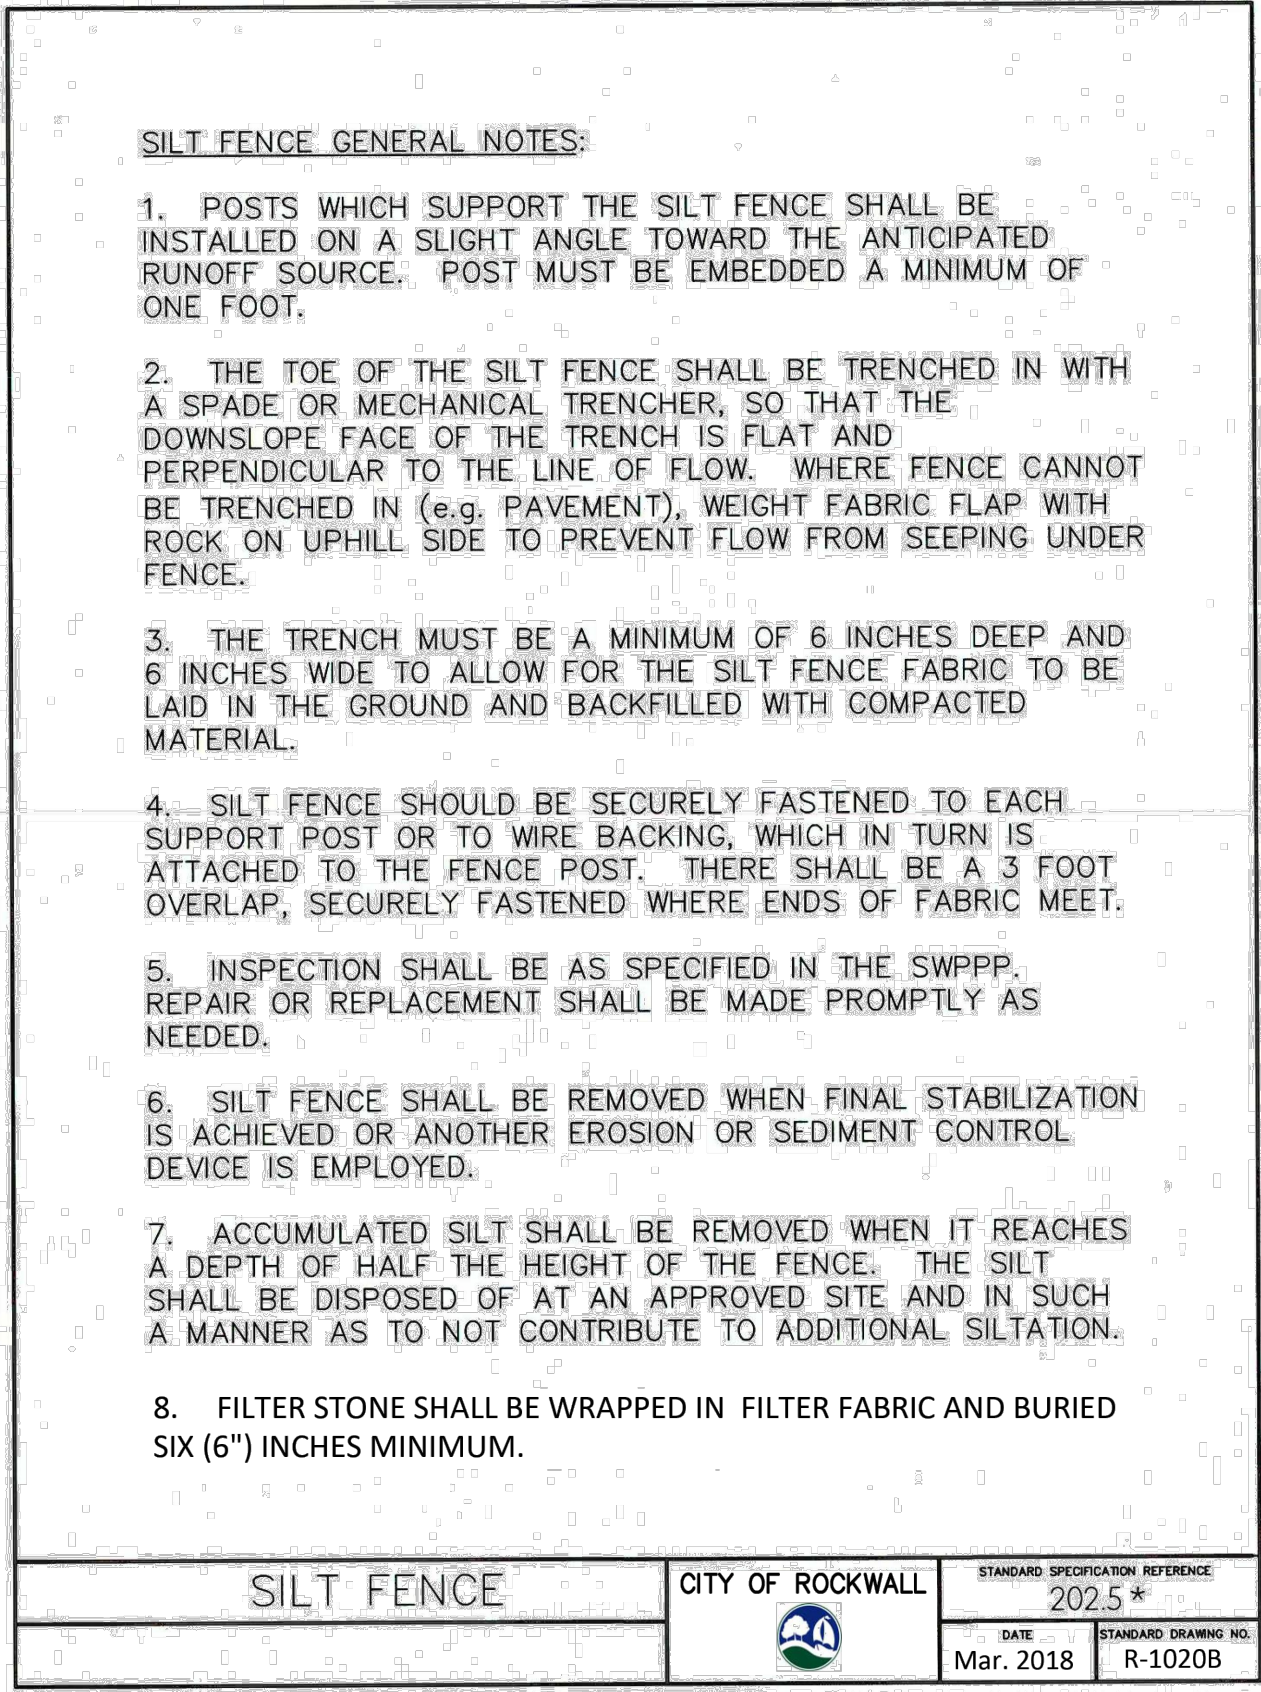 SILT FENCE GENERAL NOTES:
1. POSTS WHICH SUPPORT THE SILT FENCE SHALL BE
INSTALLED ON A SLIGHT ANGLE TOWARD THE ANTICIPATED
RUNOFF SOURCE. POST MUST BE EMBEDDED A MINIMUM OF
ONE FOOT.
2. THE TOE OF THE SILT FENCE SHALL BE TRENCHED IN WITH
A SPADE OR MECHANICAL TRENCHER, SO THAT THE
DOWNSLOPE FACE OF THE TRENCH IS FLAT AND
PERPENDICULAR TO THE LINE OF FLOW. WHERE FENCE CANNOT
BE TRENCHED IN (e.g. PAVEMENT), WEIGHT FABRIC FLAP WITH
ROCK ON UPHILL SIDE TO PREVENT FLOW FROM SEEPING UNDER
FENCE.
3. THE TRENCH MUST BE A MINIMUM OF 6 INCHES DEEP AND
6 INCHES WIDE TO ALLOW FOR THE SILT FENCE FABRIC TO BE
LAID IN THE GROUND AND BACKFILLED WITH COMPACTED
MATERIAL.
4. SILT FENCE SHOULD BE SECURELY FASTENED TO EACH
SUPPORT POST OR TO WIRE BACKING, WHICH IN TURN IS
ATTACHED TO THE FENCE POST. THERE SHALL BE A 3 FOOT
OVERLAP, SECURELY FASTENED WHERE ENDS OF FABRIC MEET.
5. INSPECTION SHALL BE AS SPECIFIED IN THE SWPPP.
REPAIR OR REPLACEMENT SHALL BE MADE PROMPTLY AS
NEEDED.
6. SILT FENCE SHALL BE REMOVED WHEN FINAL STABILIZATION
IS ACHIEVED OR ANOTHER EROSION OR SEDIMENT CONTROL
DEVICE IS EMPLOYED.
7. ACCUMULATED SILT SHALL BE REMOVED WHEN IT REACHES
A DEPTH OF HALF THE HEIGHT OF THE FENCE. THE SILT
SHALL BE DISPOSED OF AT AN APPROVED SITE AND IN SUCH
A MANNER AS TO NOT CONTRIBUTE TO ADDITIONAL SILTATION.
8. FILTER STONE SHALL BE WRAPPED IN FILTER FABRIC AND BURIED
SIX (6") INCHES MINIMUM.
SILT FENCE
CITY OF ROCKWALL
STANDARD SPECIFICATION REFERENCE
202.5*
DATE
Mar. 2018
STANDARD DRAWING NO.
R-1020B